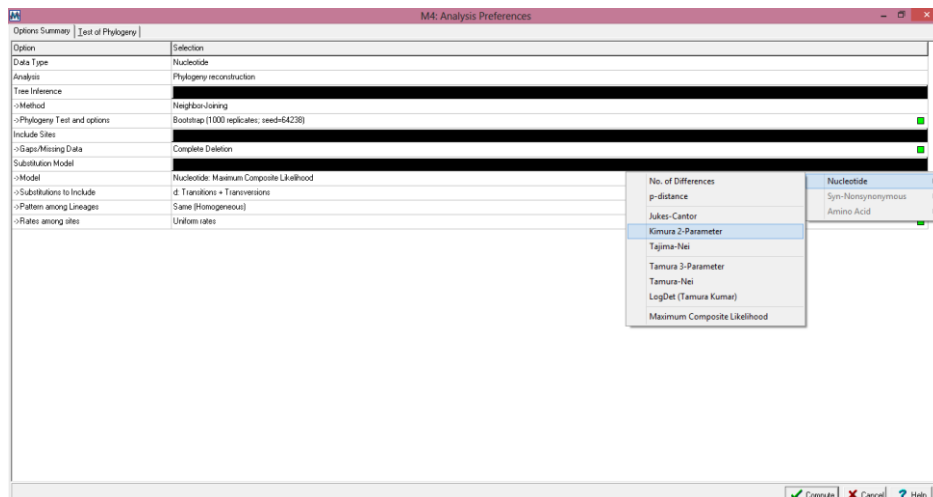 M4: Analysis Preferences
Options Summary Test of Phylogeny
Option Selection
Data Type Nucleotide
Analysis Phylogeny reconstruction
Tree Inference
->Method Neighbor-Joining
->Phylogeny Test and options Bootstrap (1000 replicates; seed=64238)
Include Sites
->Gaps/Missing Data Complete Deletion
Substitution Model
->Model Nucleotide: Maximum Composite Likelihood
->Substitutions to Include d: Transitions + Transversions
->Pattern among Lineages Same (Homogeneous)
->Rates among sites Uniform rates
No. of Differences
p-distance
Jukes-Cantor
Kimura 2-Parameter
Tajima-Nei
Tamura 3-Parameter
Tamura-Nei
LogDet (Tamura Kumar)
Maximum Composite Likelihood
Nucleotide
Syn-Nonsynonymous
Amino Acid
Compute Cancel ? Help